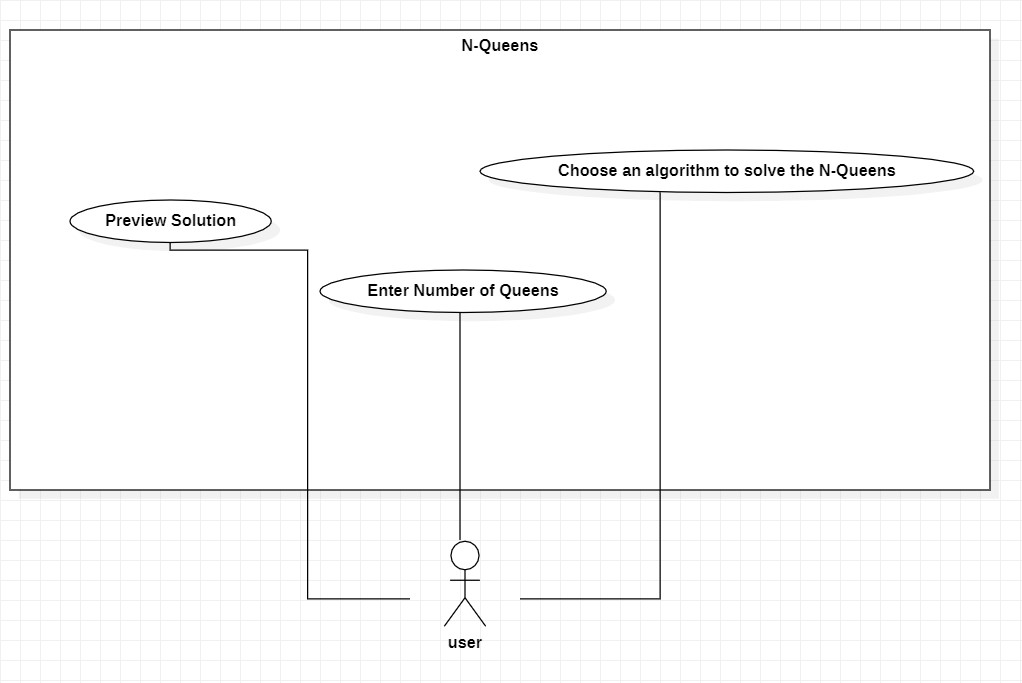 N-Queens
Choose an algorithm to solve the N-Queens
Preview Solution
Enter Number of Queens
user